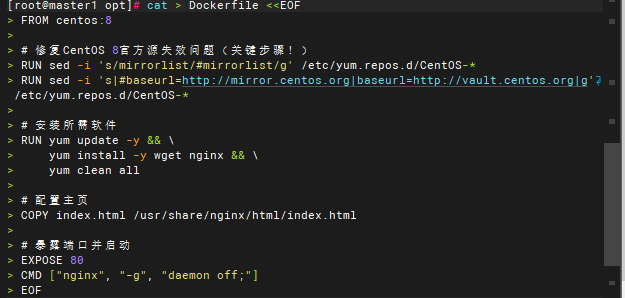 [root@master1 opt]# cat > Dockerfile <<EOF
> FROM centos:8
>
> # 修复CentOS 8官方源失效问题（关键步骤！）
> RUN sed -i 's/mirrorlist/#mirrorlist/g' /etc/yum.repos.d/CentOS-*
> RUN sed -i 's|#baseurl=http://mirror.centos.org|baseurl=http://vault.centos.org|g'
/etc/yum.repos.d/CentOS-*
>
> # 安装所需软件
> RUN yum update -y && \
>     yum install -y wget nginx && \
>     yum clean all
>
> # 配置主页
> COPY index.html /usr/share/nginx/html/index.html
>
> # 暴露端口并启动
> EXPOSE 80
> CMD ["nginx", "-g", "daemon off;"]
> EOF